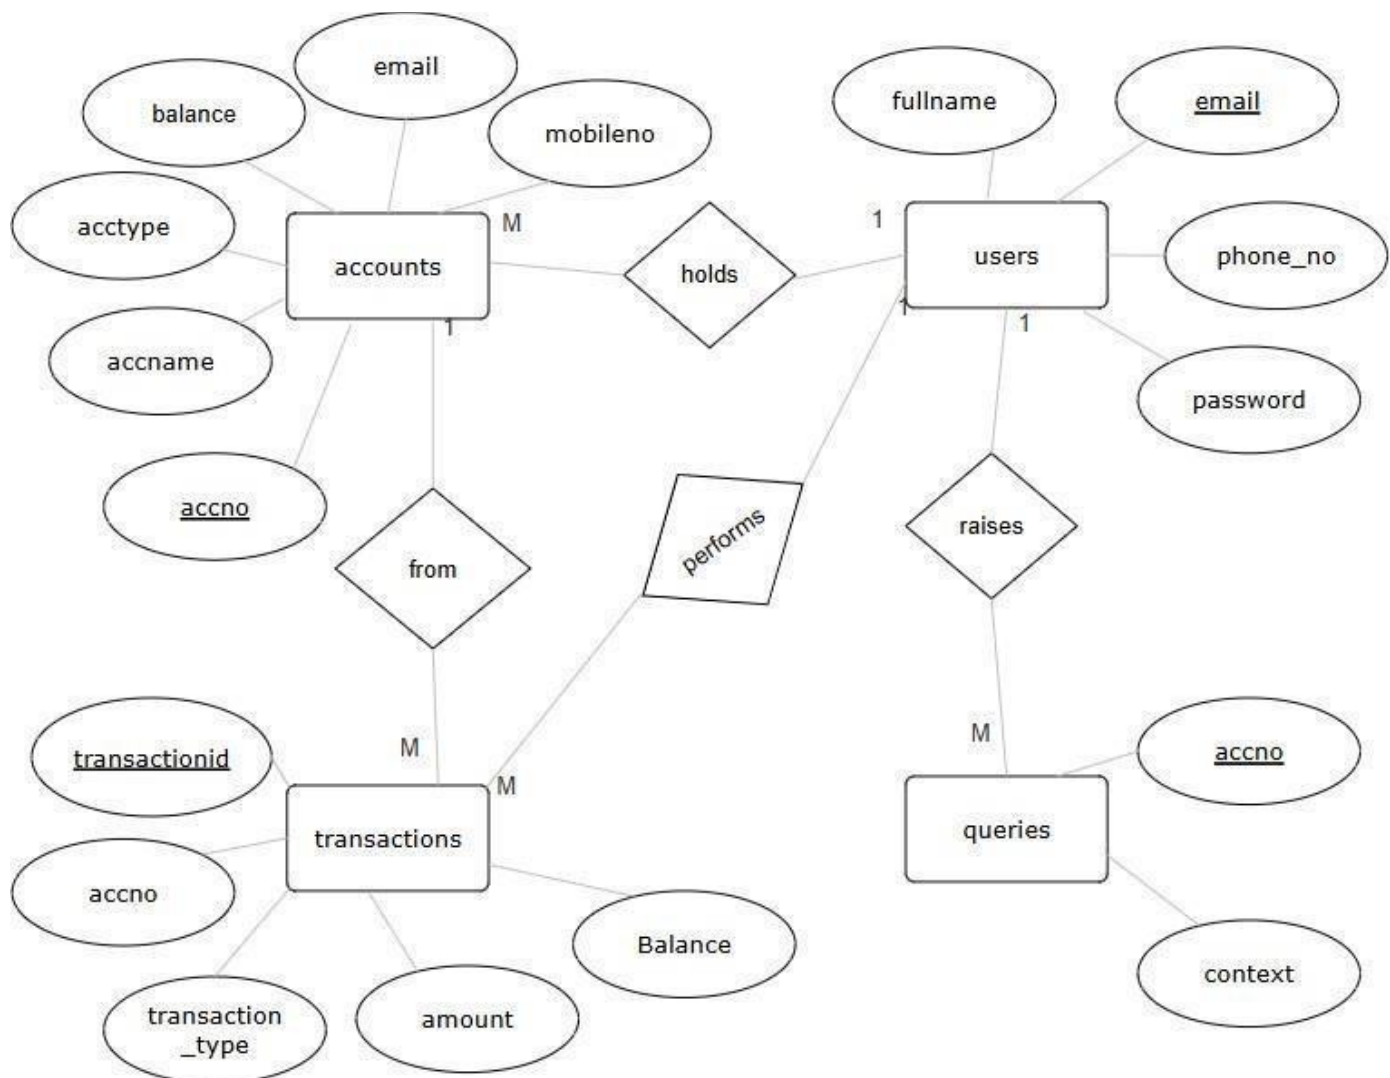 email
balance
mobileno
fullname
email
acctype
M
1
accounts
holds
users
phone_no
1
1
1
accname
password
accno
performs
raises
from
M
M
M
transactionid
accno
transactions
queries
accno
Balance
context
transaction
_type
amount